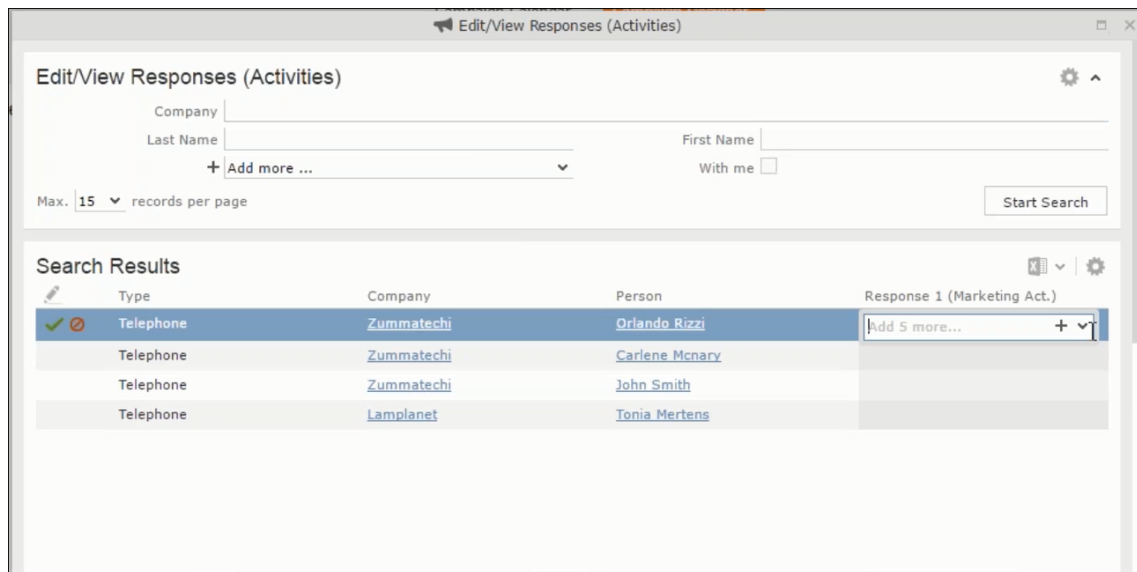 Edit/View Responses (Activities)
Edit/View Responses (Activities)
Company
Last Name
First Name
+ Add more ...
With me
Max. 15 records per page
Start Search
Search Results
Type Company Person Response 1 (Marketing Act.)
Telephone Zummatechi Orlando Rizzi Add 5 more...
Telephone Zummatechi Carlene Mcnary
Telephone Zummatechi John Smith
Telephone Lamplanet Tonia Mertens